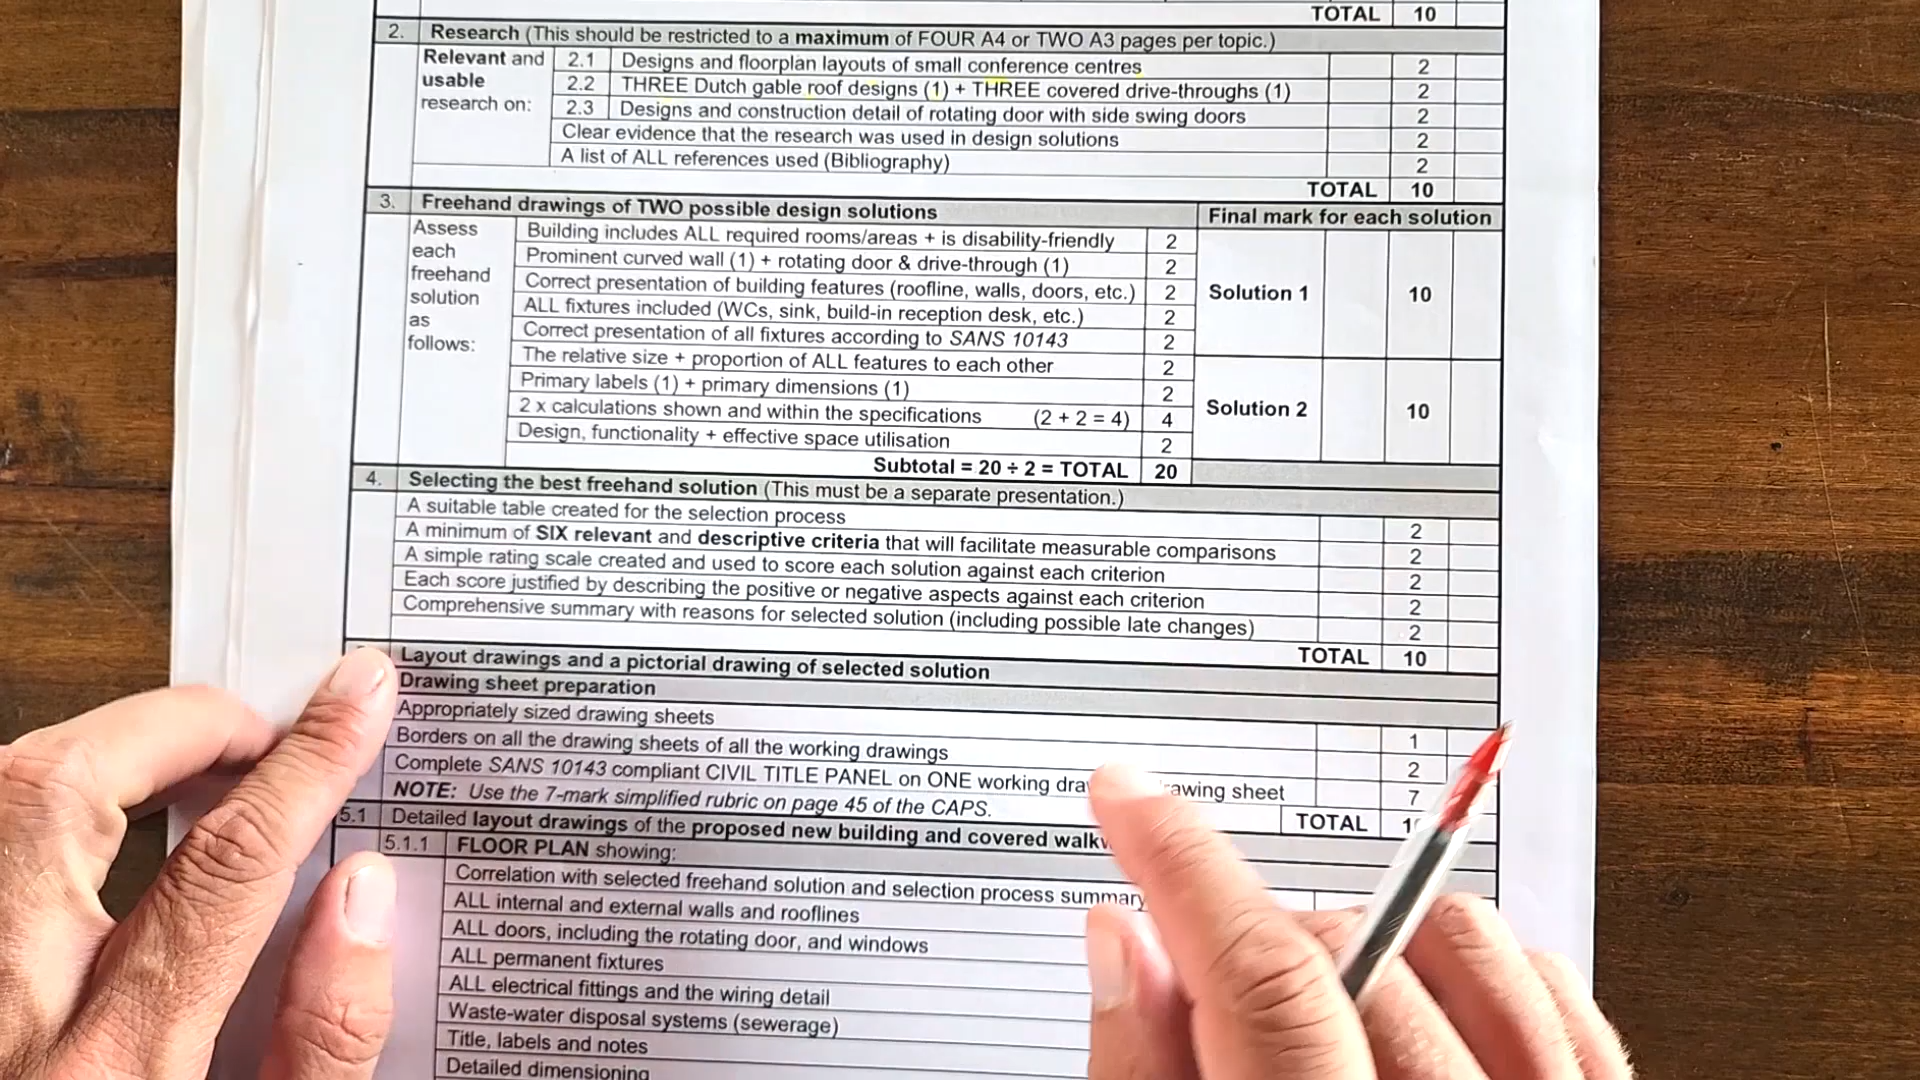 TOTAL 10
2. Research (This should be restricted to a maximum of FOUR A4 or TWO A3 pages per topic.)
Relevant and usable research on:
2.1 Designs and floorplan layouts of small conference centres 2
2.2 THREE Dutch gable roof designs (1) + THREE covered drive-throughs (1) 2
2.3 Designs and construction detail of rotating door with side swing doors 2
Clear evidence that the research was used in design solutions 2
A list of ALL references used (Bibliography) 2
TOTAL 10
3. Freehand drawings of TWO possible design solutions Final mark for each solution
Assess each freehand solution as follows:
Building includes ALL required rooms/areas + is disability-friendly 2
Prominent curved wall (1) + rotating door & drive-through (1) 2
Correct presentation of building features (roofline, walls, doors, etc.) 2
Solution 1 10
ALL fixtures included (WCs, sink, build-in reception desk, etc.) 2
Correct presentation of all fixtures according to SANS 10143 2
The relative size + proportion of ALL features to each other 2
Primary labels (1) + primary dimensions (1) 2
2 x calculations shown and within the specifications (2 + 2 = 4) 4
Solution 2 10
Design, functionality + effective space utilisation 2
Subtotal = 20 ÷ 2 = TOTAL 20
4. Selecting the best freehand solution (This must be a separate presentation.)
A suitable table created for the selection process 2
A minimum of SIX relevant and descriptive criteria that will facilitate measurable comparisons 2
A simple rating scale created and used to score each solution against each criterion 2
Each score justified by describing the positive or negative aspects against each criterion 2
Comprehensive summary with reasons for selected solution (including possible late changes) 2
TOTAL 10
Layout drawings and a pictorial drawing of selected solution
Drawing sheet preparation
Appropriately sized drawing sheets 1
Borders on all the drawing sheets of all the working drawings 2
Complete SANS 10143 compliant CIVIL TITLE PANEL on ONE working drawing sheet 7
NOTE: Use the 7-mark simplified rubric on page 45 of the CAPS. TOTAL
5.1 Detailed layout drawings of the proposed new building and covered
5.1.1 FLOOR PLAN showing:
Correlation with selected freehand solution and selection process summary
ALL internal and external walls and rooflines
ALL doors, including the rotating door, and windows
ALL permanent fixtures
ALL electrical fittings and the wiring detail
Waste-water disposal systems (sewerage)
Title, labels and notes
Detailed dimensioning